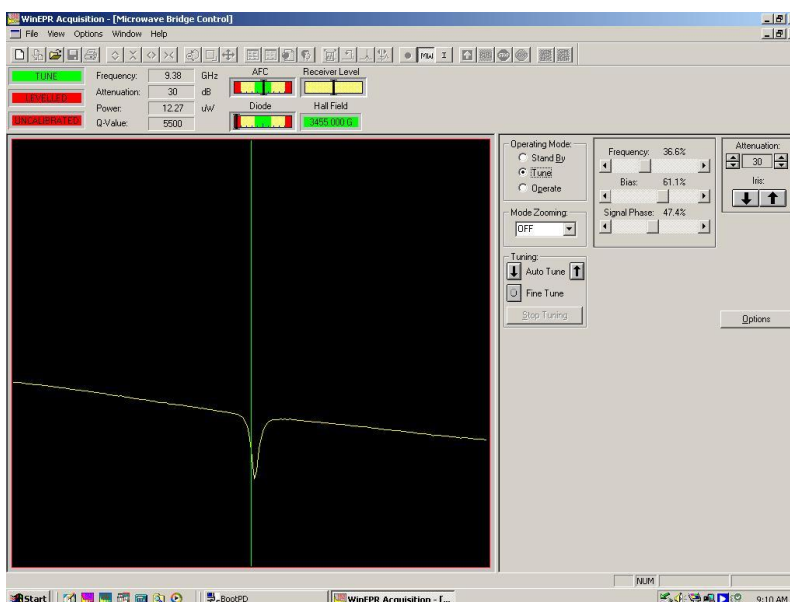 WinEPR Acquisition - [Microwave Bridge Control]
File View Options Window Help
MW I
TUNE Frequency: 9.38 GHz AFC Receiver Level
LEVELLED Attenuation: 30 dB
Power: 12.27 uW Diode Hall Field
UNCALIBRATED Q-Value: 5500 3455.000 G
Operating Mode:
Stand By
Tune
Operate
Mode Zooming:
OFF
Tuning:
Auto Tune
Fine Tune
Stop Tuning
Frequency: 36.6%
Bias: 61.1%
Signal Phase: 47.4%
Attenuation:
30
Iris:
Options
NUM
Start BootPD WinEPR Acquisition - [... 9:10 AM